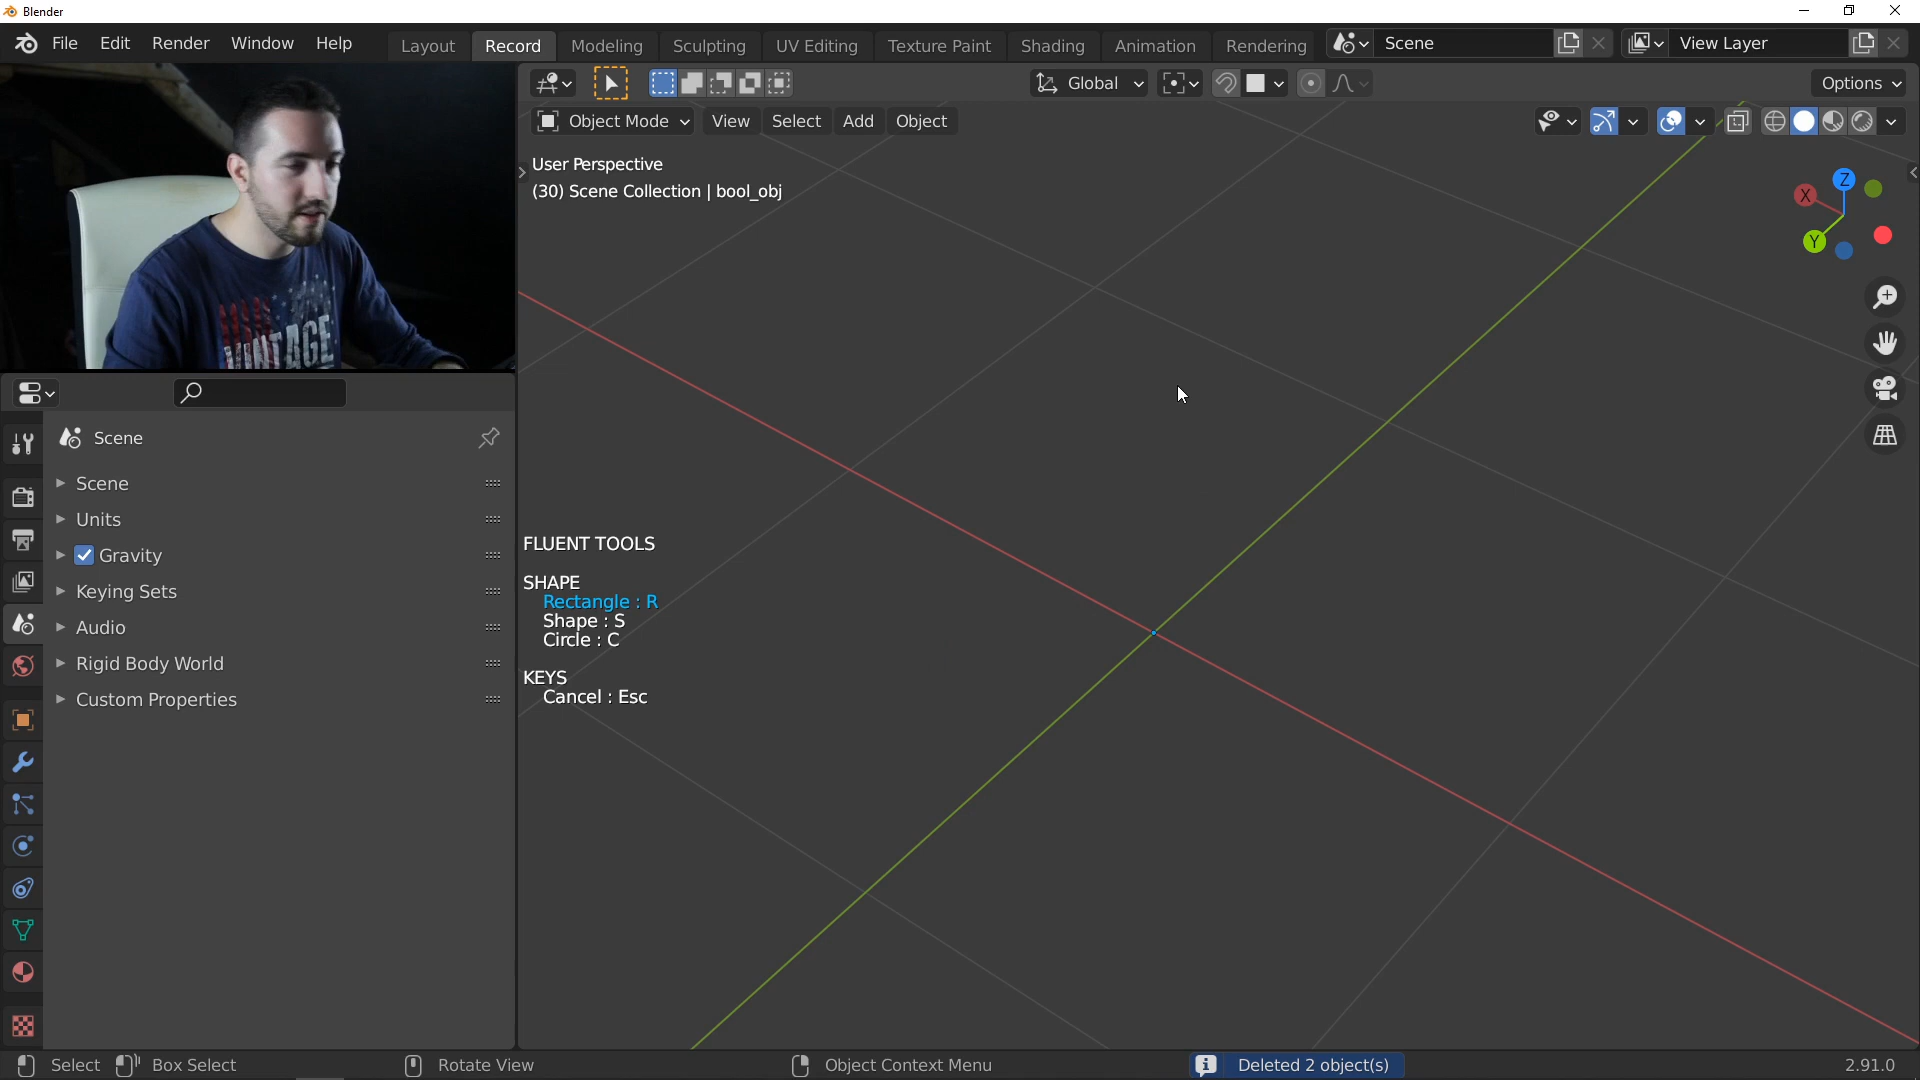 Blender
File Edit Render Window Help
Layout Record Modeling Sculpting UV Editing Texture Paint Shading Animation Rendering
Scene
View Layer
Global
Options
Object Mode View Select Add Object
User Perspective
(30) Scene Collection | bool_obj
Z
X
Y
VINTAGE
Scene
Scene
Units
Gravity
Keying Sets
Audio
Rigid Body World
Custom Properties
FLUENT TOOLS
SHAPE
Rectangle : R
Shape : S
Circle : C
KEYS
Cancel : Esc
Select
Box Select
Rotate View
Object Context Menu
Deleted 2 object(s)
2.91.0